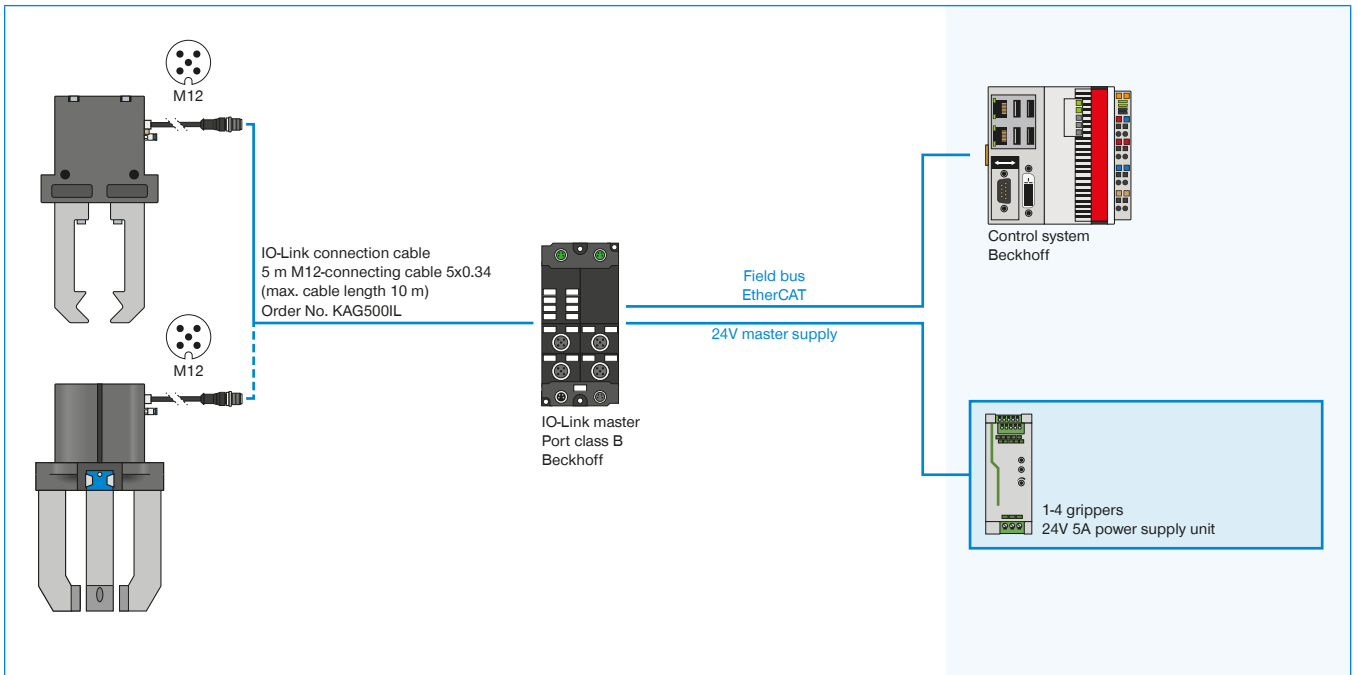 M12
IO-Link connection cable
5 m M12-connecting cable 5x0.34
(max. cable length 10 m)
Order No. KAG500IL
M12
IO-Link master
Port class B
Beckhoff
Field bus
EtherCAT
24V master supply
Control system
Beckhoff
1-4 grippers
24V 5A power supply unit